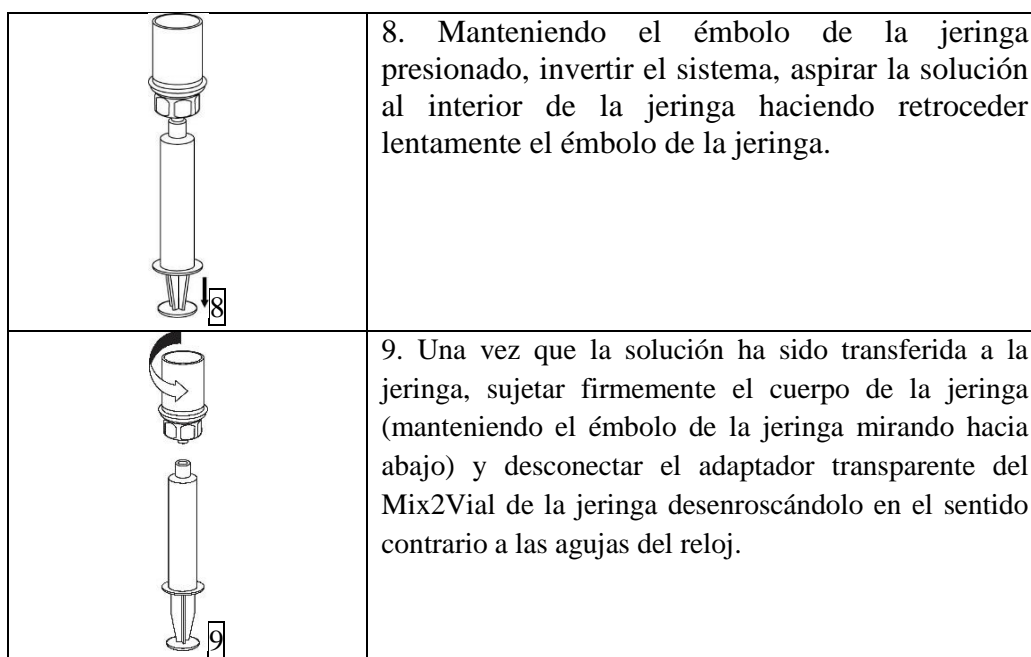 8. Manteniendo el émbolo de la jeringa
presionado, invertir el sistema, aspirar la solución
al interior de la jeringa haciendo retroceder
lentamente el émbolo de la jeringa.
8
9. Una vez que la solución ha sido transferida a la
jeringa, sujetar firmemente el cuerpo de la jeringa
(manteniendo el émbolo de la jeringa mirando hacia
abajo) y desconectar el adaptador transparente del
Mix2Vial de la jeringa desenroscándolo en el sentido
contrario a las agujas del reloj.
9